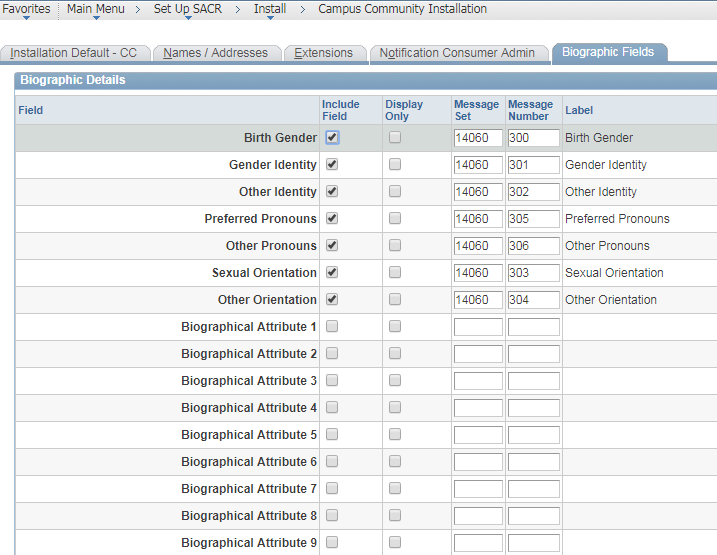 Favorites Main Menu > Set Up SACR > Install > Campus Community Installation
Installation Default - CC Names / Addresses Extensions Notification Consumer Admin Biographic Fields
Biographic Details
Field Include Field Display Only Message Set Message Number Label
Birth Gender 14060 300 Birth Gender
Gender Identity 14060 301 Gender Identity
Other Identity 14060 302 Other Identity
Preferred Pronouns 14060 305 Preferred Pronouns
Other Pronouns 14060 306 Other Pronouns
Sexual Orientation 14060 303 Sexual Orientation
Other Orientation 14060 304 Other Orientation
Biographical Attribute 1
Biographical Attribute 2
Biographical Attribute 3
Biographical Attribute 4
Biographical Attribute 5
Biographical Attribute 6
Biographical Attribute 7
Biographical Attribute 8
Biographical Attribute 9